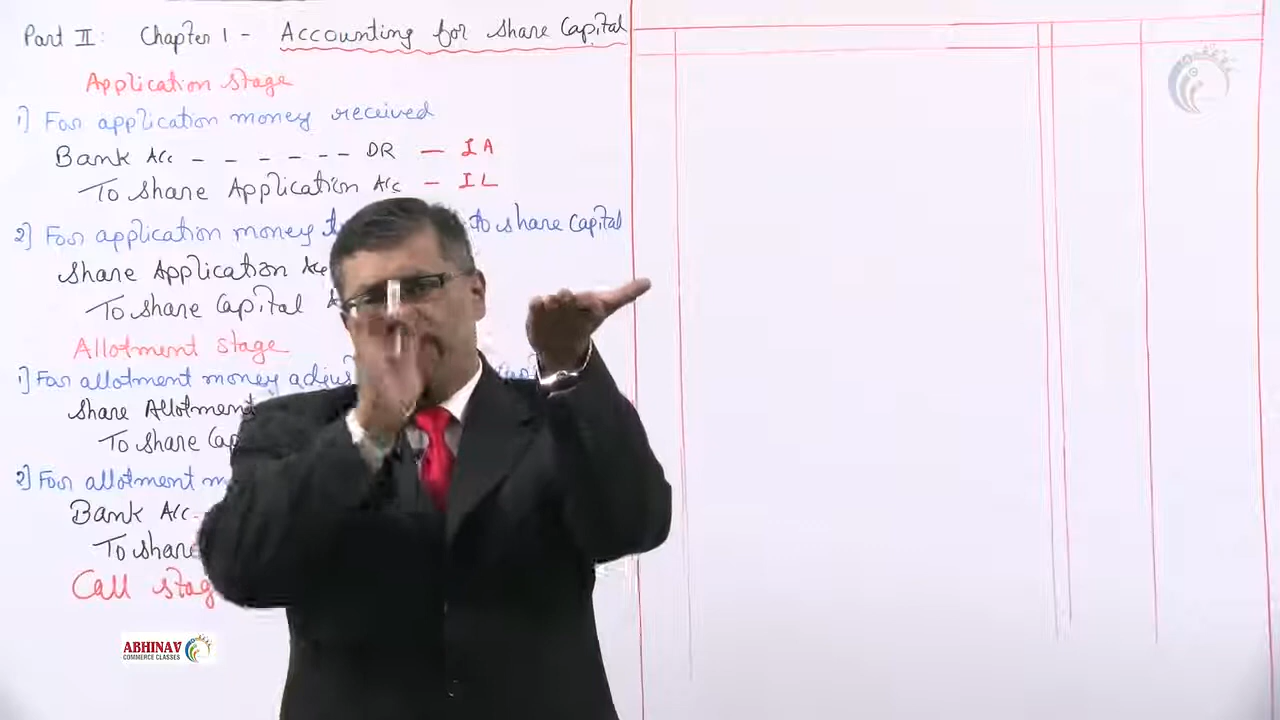 Part II: Chapter 1 - Accounting for Share Capital
Application Stage
1) For application money received
Bank A/c - - - - - - DR - I A
To Share Application A/c - I L
2) For application money to Share Capital
Share Application A/c
To Share Capital
Allotment Stage
1) For allotment money
Share Allotment
To Share
2) For allotment
Bank A/c
To Share
Call
ABHINAV
COMMERCE CLASSES